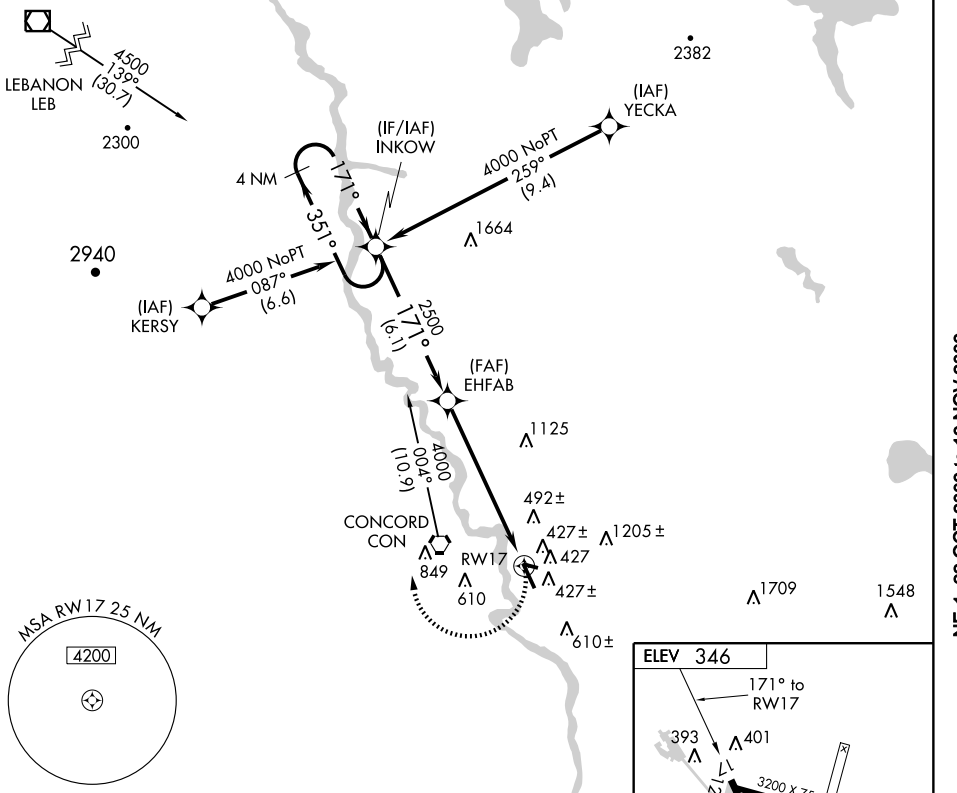 LEBANON
LEB
4500
139°
(30.7)
2300
2382
(IAF)
YECKA
4000 NoPT
259°
(9.4)
(IF/IAF)
INKOW
4 NM
171°
351°
1664
2940
4000 NoPT
087°
(6.6)
(IAF)
KERSY
2500
171°
(6.1)
(FAF)
EHFAB
1125
4000
004°
(10.9)
492±
427±
1205±
CONCORD
CON
849
RW17
427
610
427±
1709
1548
610±
MSA RW17 25 NM
4200
ELEV 346
171° to
RW17
393
401
17
12